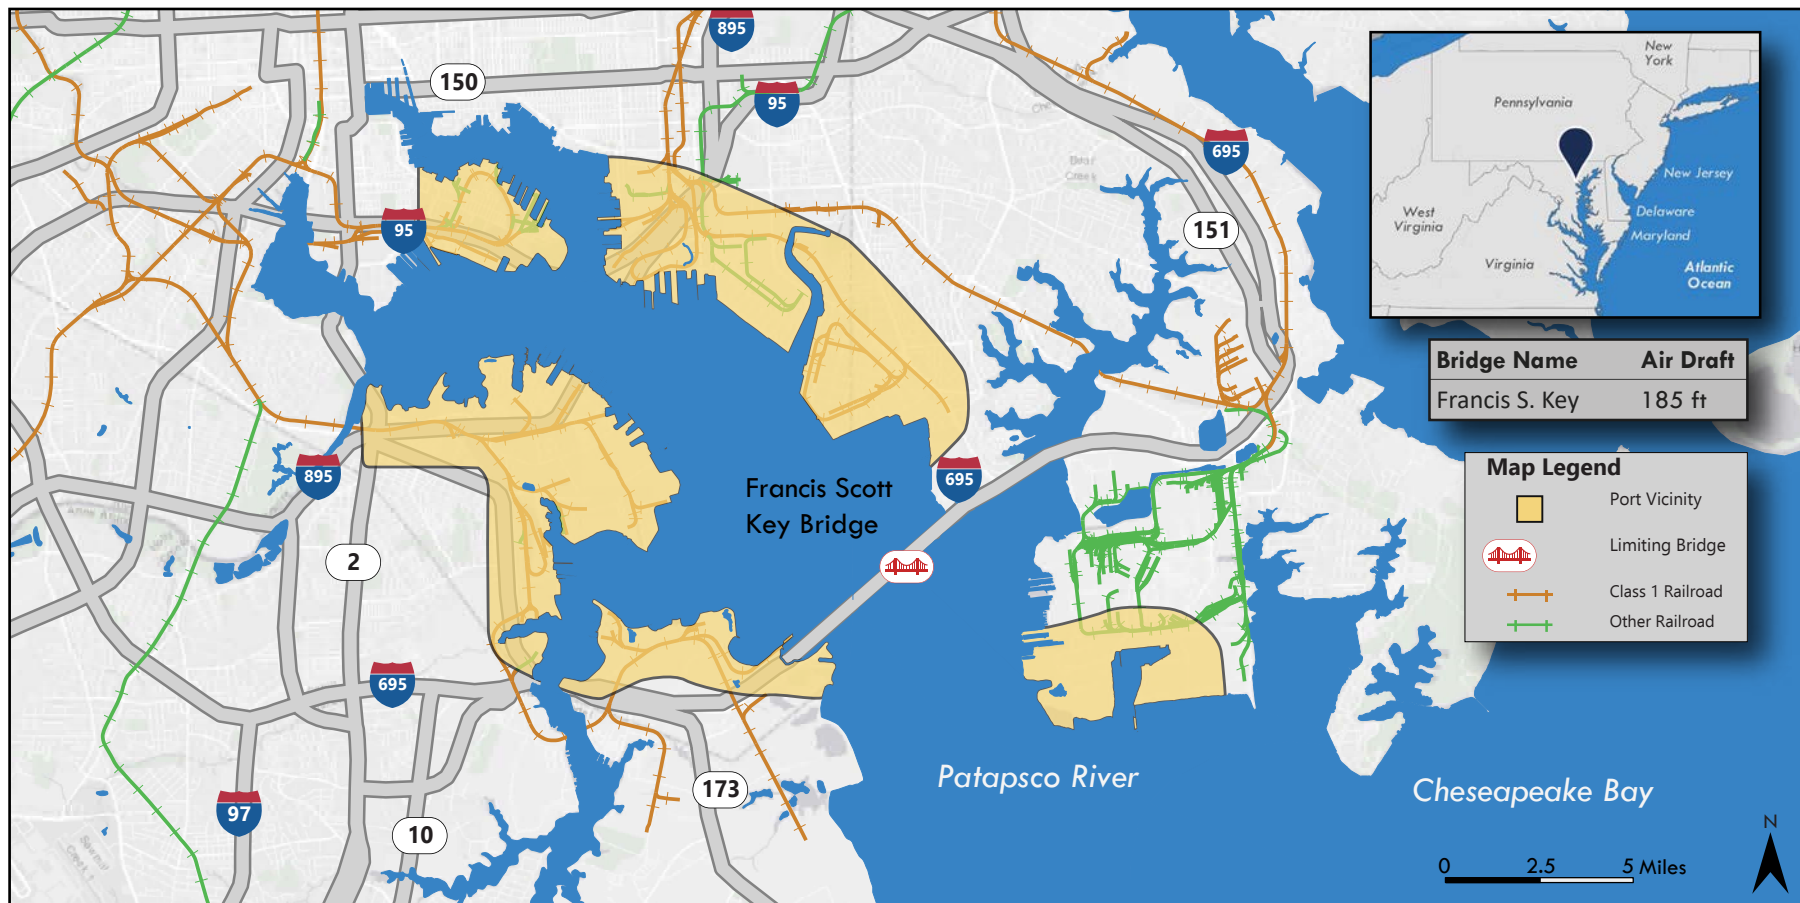 895
150
95
695
95
151
Bear
Creek
New
York
Pennsylvania
New Jersey
West
Virginia
Delaware
Maryland
Virginia
Atlantic
Ocean
Bridge Name Air Draft
Francis S. Key 185 ft
Map Legend
Port Vicinity
Limiting Bridge
Class 1 Railroad
Other Railroad
895
695
Francis Scott
Key Bridge
2
695
173
97
10
Patapsco River
Cheseapeake Bay
N
0 2.5 5 Miles